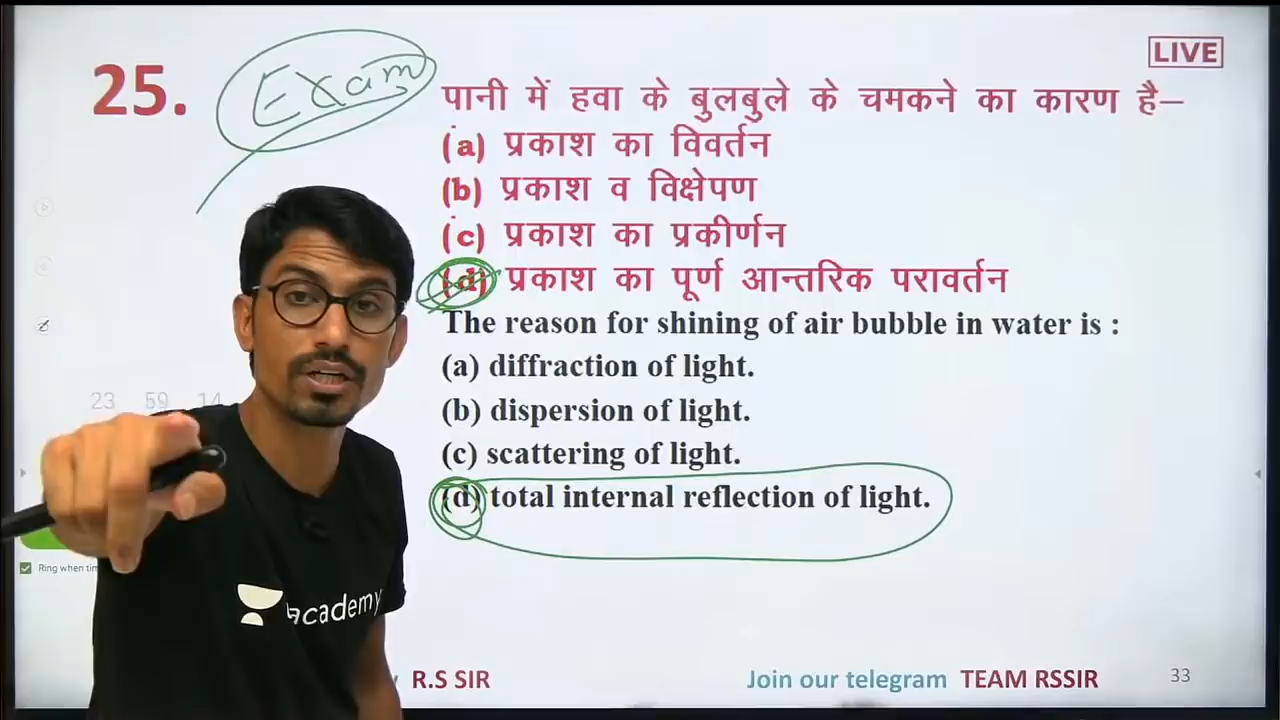 LIVE
25.
Exam
पानी में हवा के बुलबुले के चमकने का कारण है–
(a) प्रकाश का विवर्तन
(b) प्रकाश व विक्षेपण
(c) प्रकाश का प्रकीर्णन
(d) प्रकाश का पूर्ण आन्तरिक परावर्तन
The reason for shining of air bubble in water is :
(a) diffraction of light.
(b) dispersion of light.
(c) scattering of light.
(d) total internal reflection of light.
23 59 14
Ring when tim
academy
R.S SIR
Join our telegram TEAM RSSIR
33